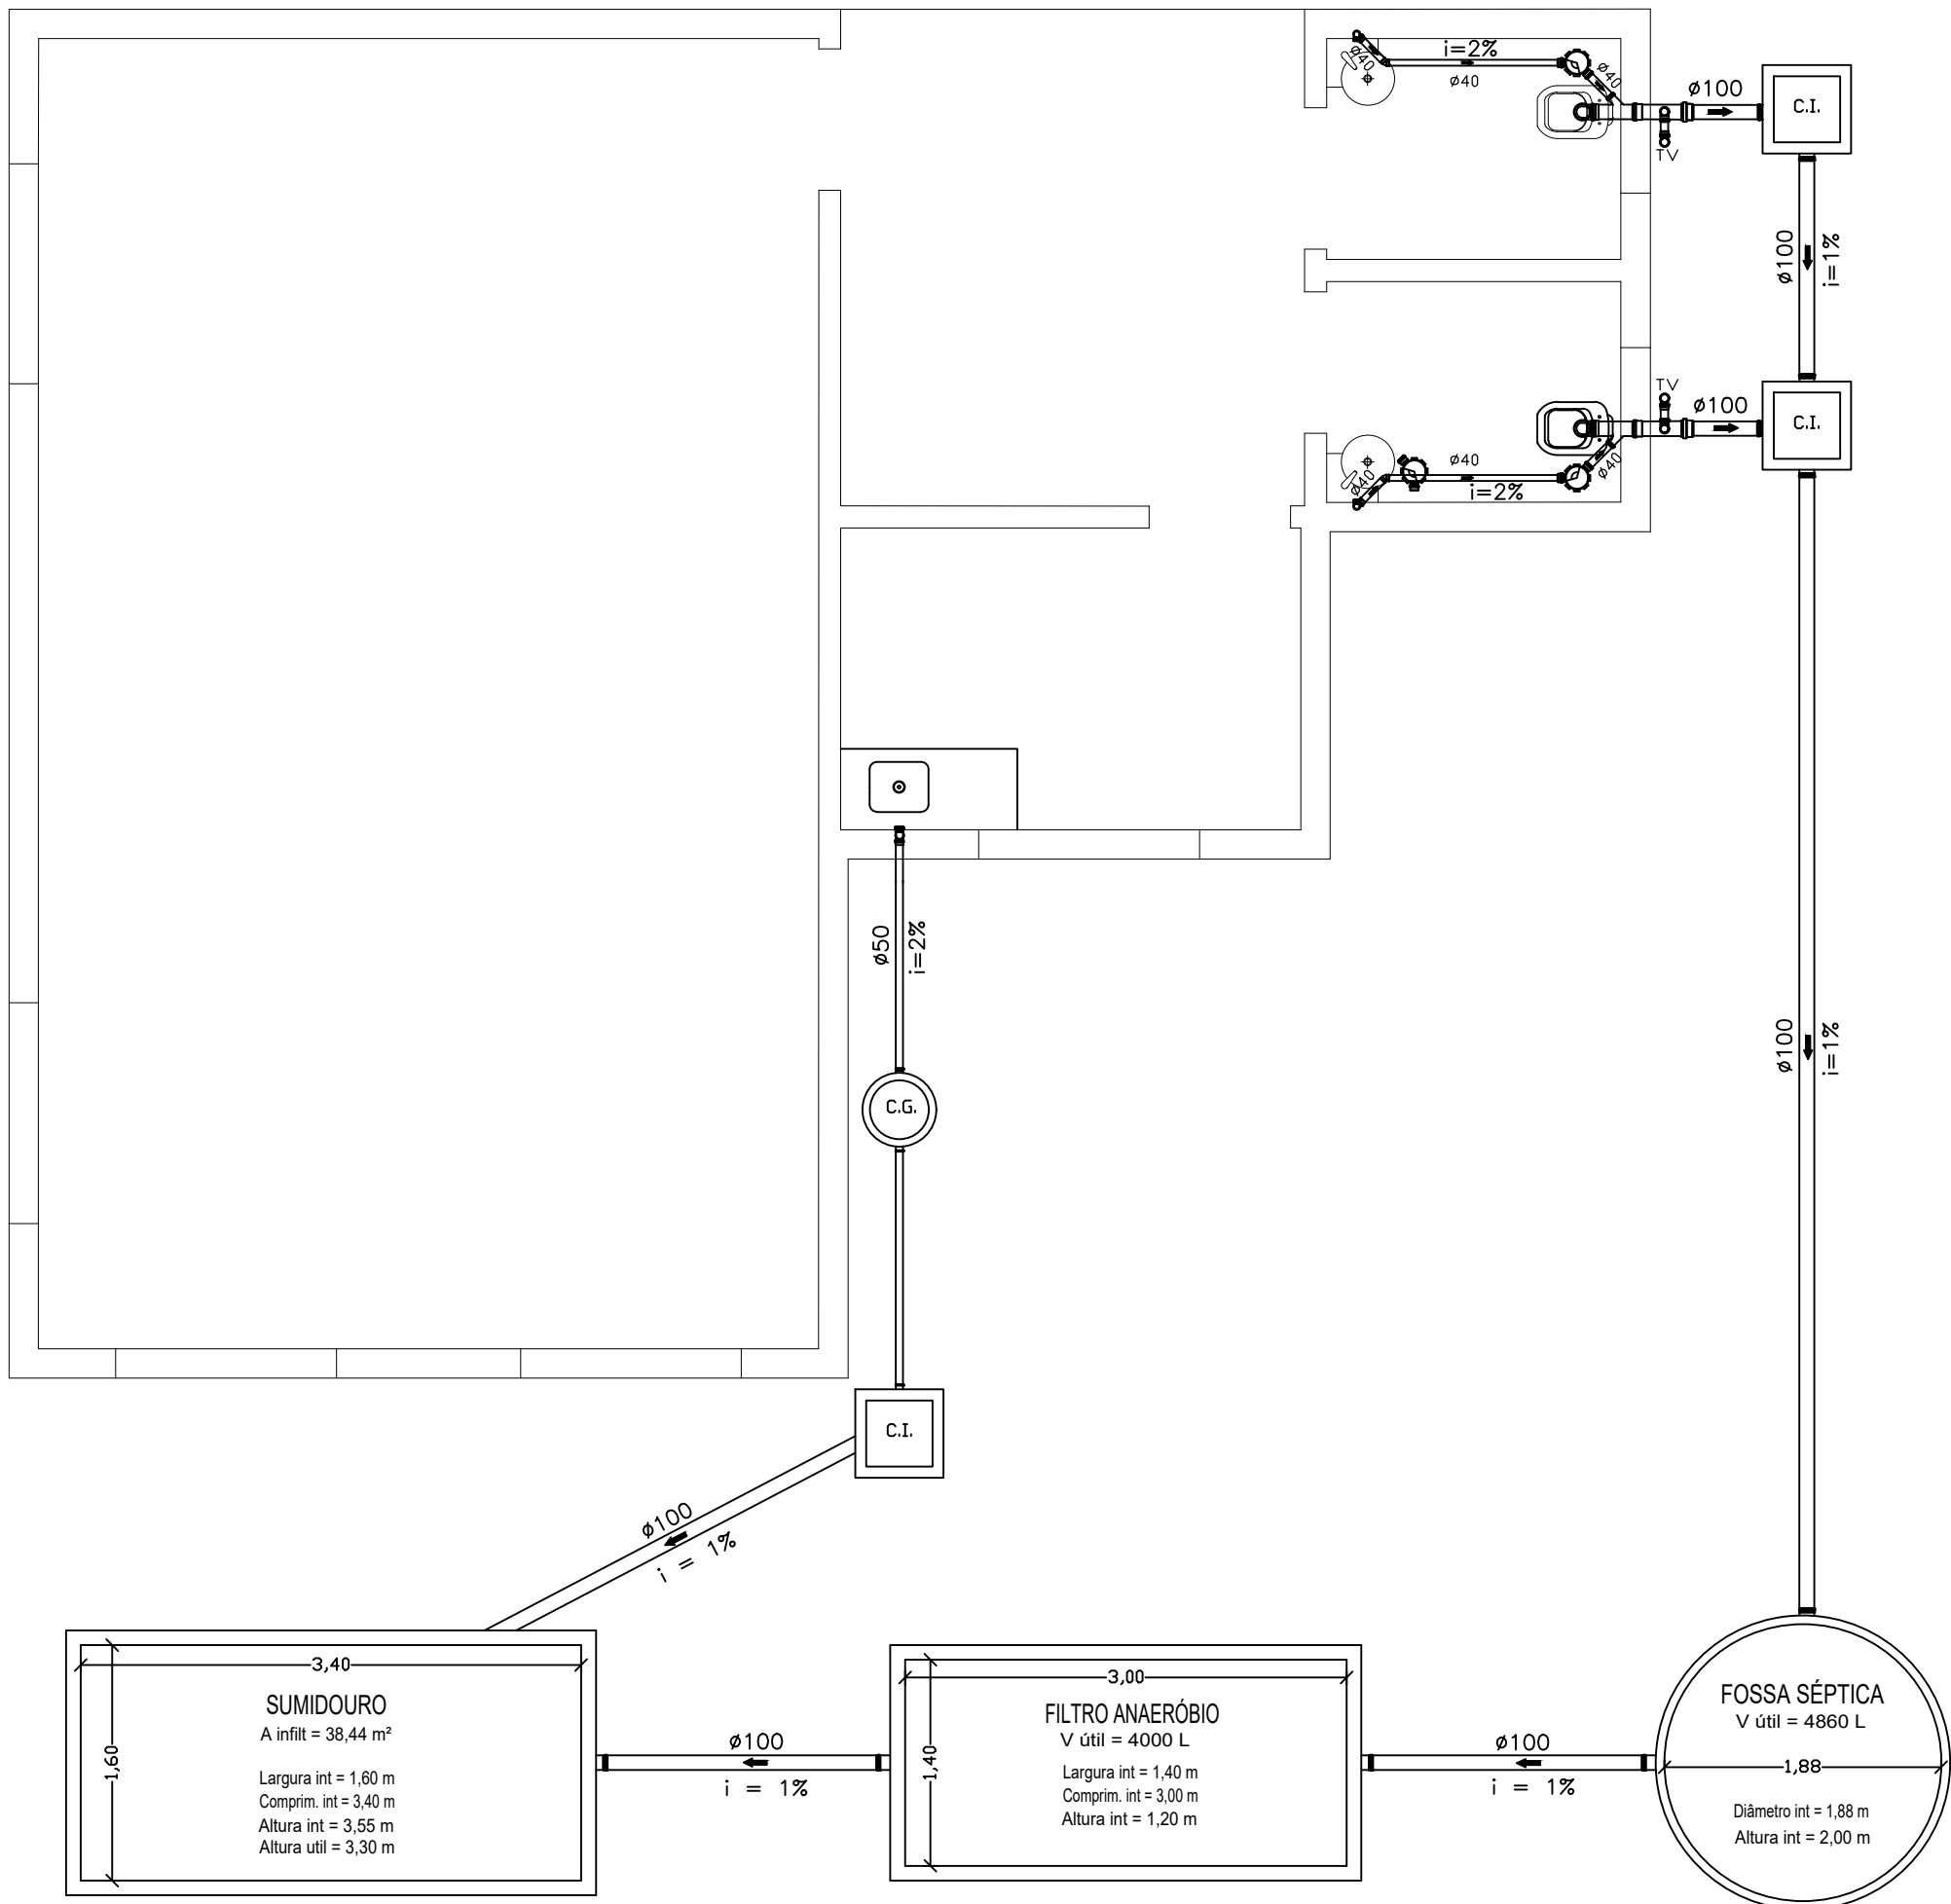 i=2%
ø40
ø40
ø40
ø100
C.I.
TV
ø100
i=1%
TV
ø100
C.I.
ø40
ø40
ø40
i=2%
ø50
i=2%
ø100
i=1%
C.G.
C.I.
ø100
i = 1%
3,40
1,60
SUMIDOURO
A infilt = 38,44 m²
Largura int = 1,60 m
Comprim. int = 3,40 m
Altura int = 3,55 m
Altura util = 3,30 m
ø100
i = 1%
3,00
1,40
FILTRO ANAERÓBIO
V útil = 4000 L
Largura int = 1,40 m
Comprim. int = 3,00 m
Altura int = 1,20 m
ø100
i = 1%
FOSSA SÉPTICA
V útil = 4860 L
1,88
Diâmetro int = 1,88 m
Altura int = 2,00 m